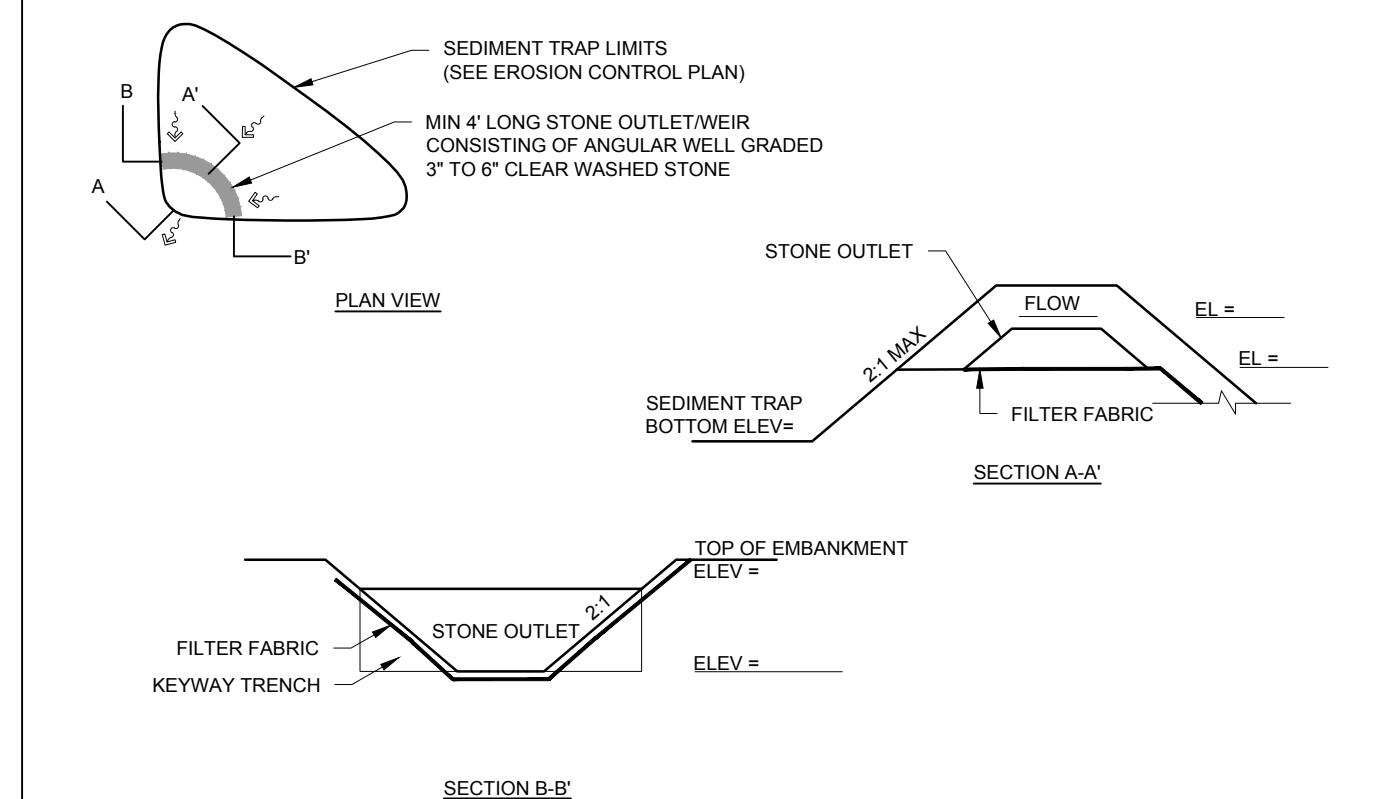 SEDIMENT TRAP LIMITS
(SEE EROSION CONTROL PLAN)
B
A'
MIN 4' LONG STONE OUTLET/WEIR
CONSISTING OF ANGULAR WELL GRADED
3" TO 6" CLEAR WASHED STONE
A
B'
PLAN VIEW
STONE OUTLET
FLOW
EL =
2:1 MAX
EL =
SEDIMENT TRAP
BOTTOM ELEV=
FILTER FABRIC
SECTION A-A'
TOP OF EMBANKMENT
ELEV =
2:1
STONE OUTLET
FILTER FABRIC
KEYWAY TRENCH
ELEV =
SECTION B-B'